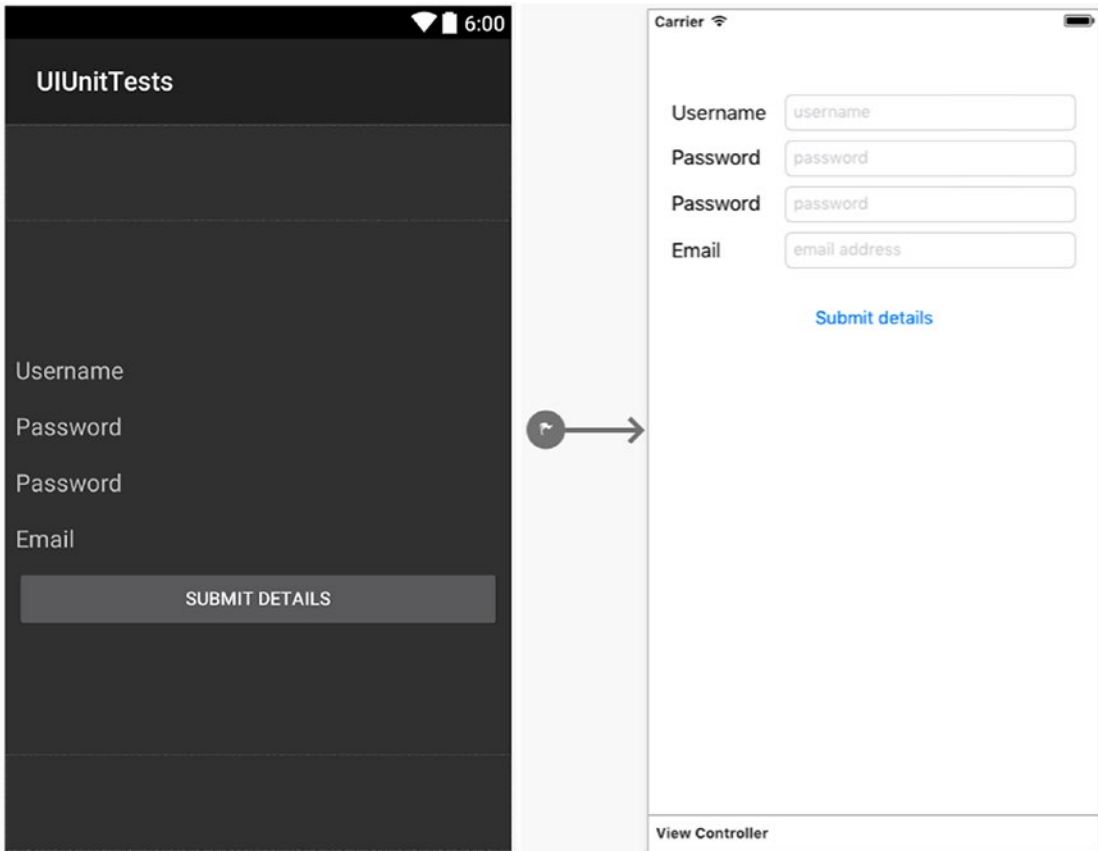 6:00
UIUnitTests
Username
Password
Password
Email
SUBMIT DETAILS
Carrier
Username username
Password password
Password password
Email email address
Submit details
View Controller